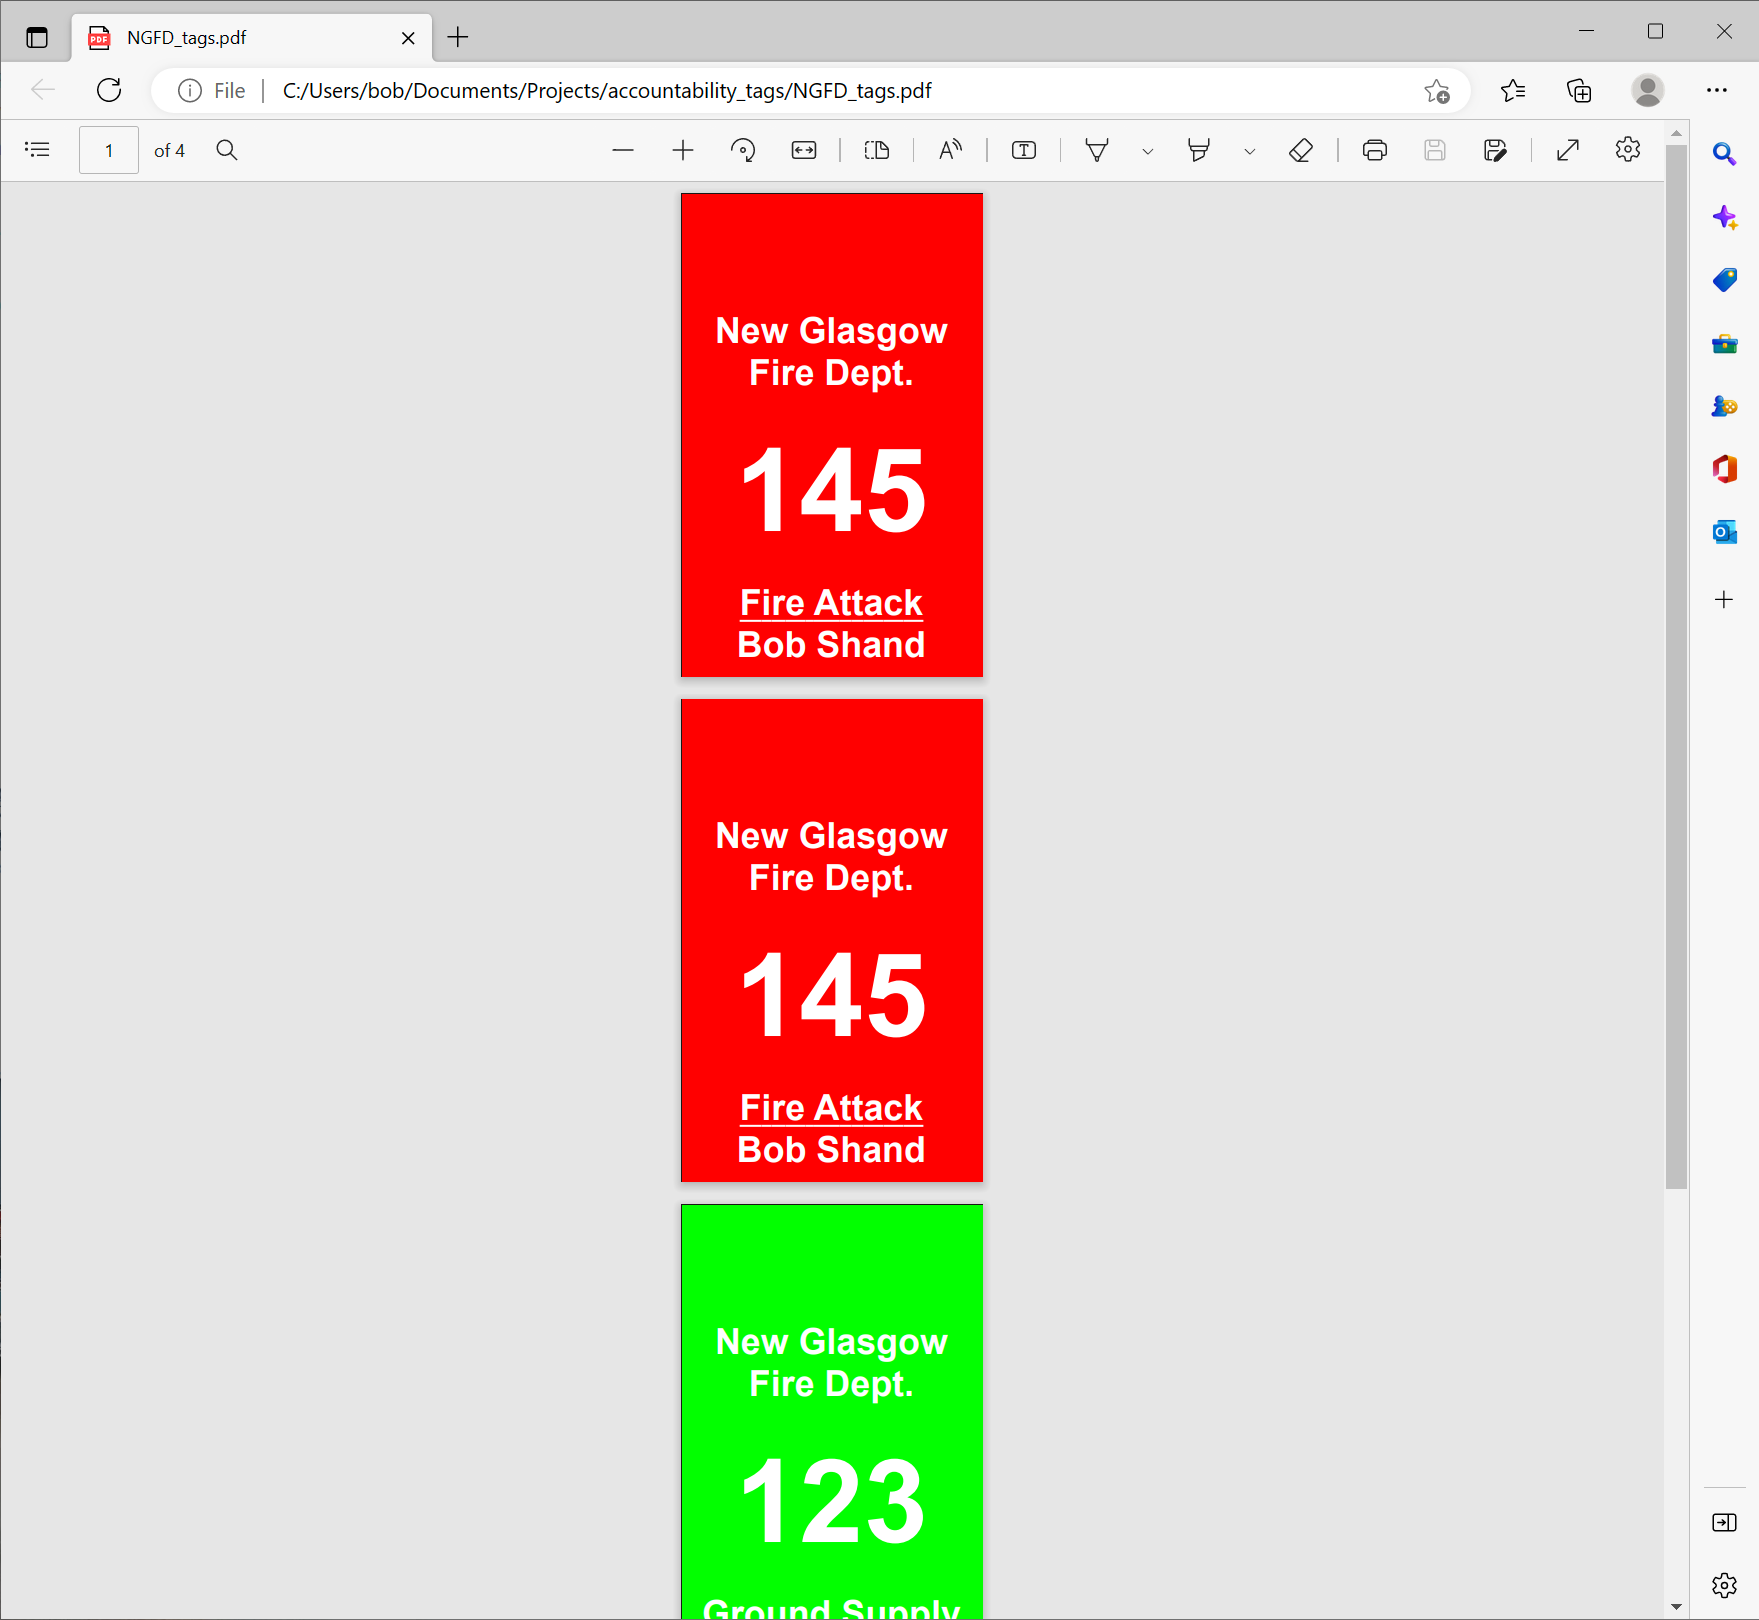 NGFD_tags.pdf
File
C:/Users/bob/Documents/Projects/accountability_tags/NGFD_tags.pdf
1 of 4
New Glasgow
Fire Dept.
145
Fire Attack
Bob Shand
New Glasgow
Fire Dept.
145
Fire Attack
Bob Shand
New Glasgow
Fire Dept.
123
Ground Supply